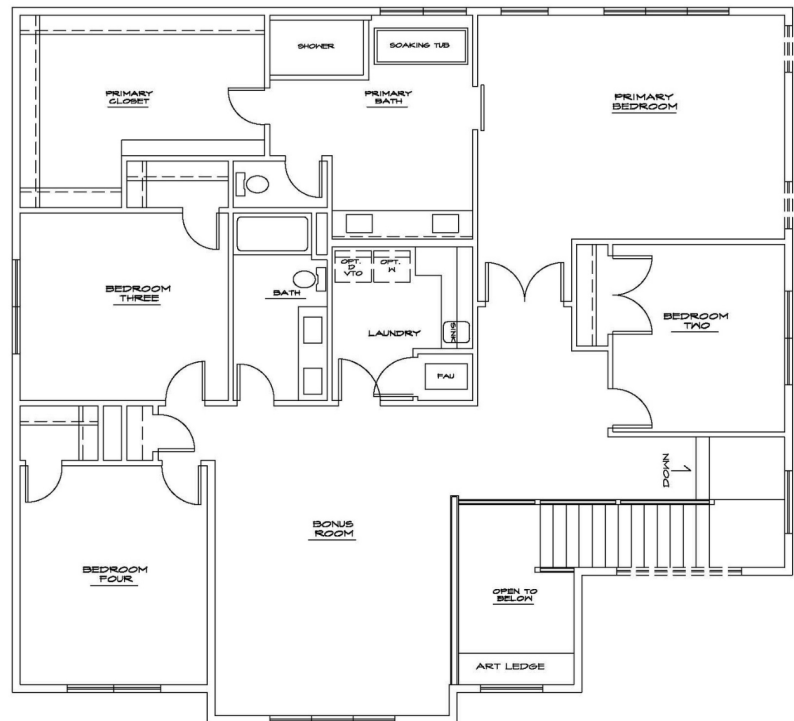 SHOWER
SOAKING TUB
PRIMARY
CLOSET
PRIMARY
BATH
PRIMARY
BEDROOM
OPT.
D
VTO
OPT.
W
BEDROOM
THREE
BATH
LAUNDRY
SINK
BEDROOM
TWO
FAU
DOWN
BONUS
ROOM
BEDROOM
FOUR
OPEN TO
BELOW
ART LEDGE